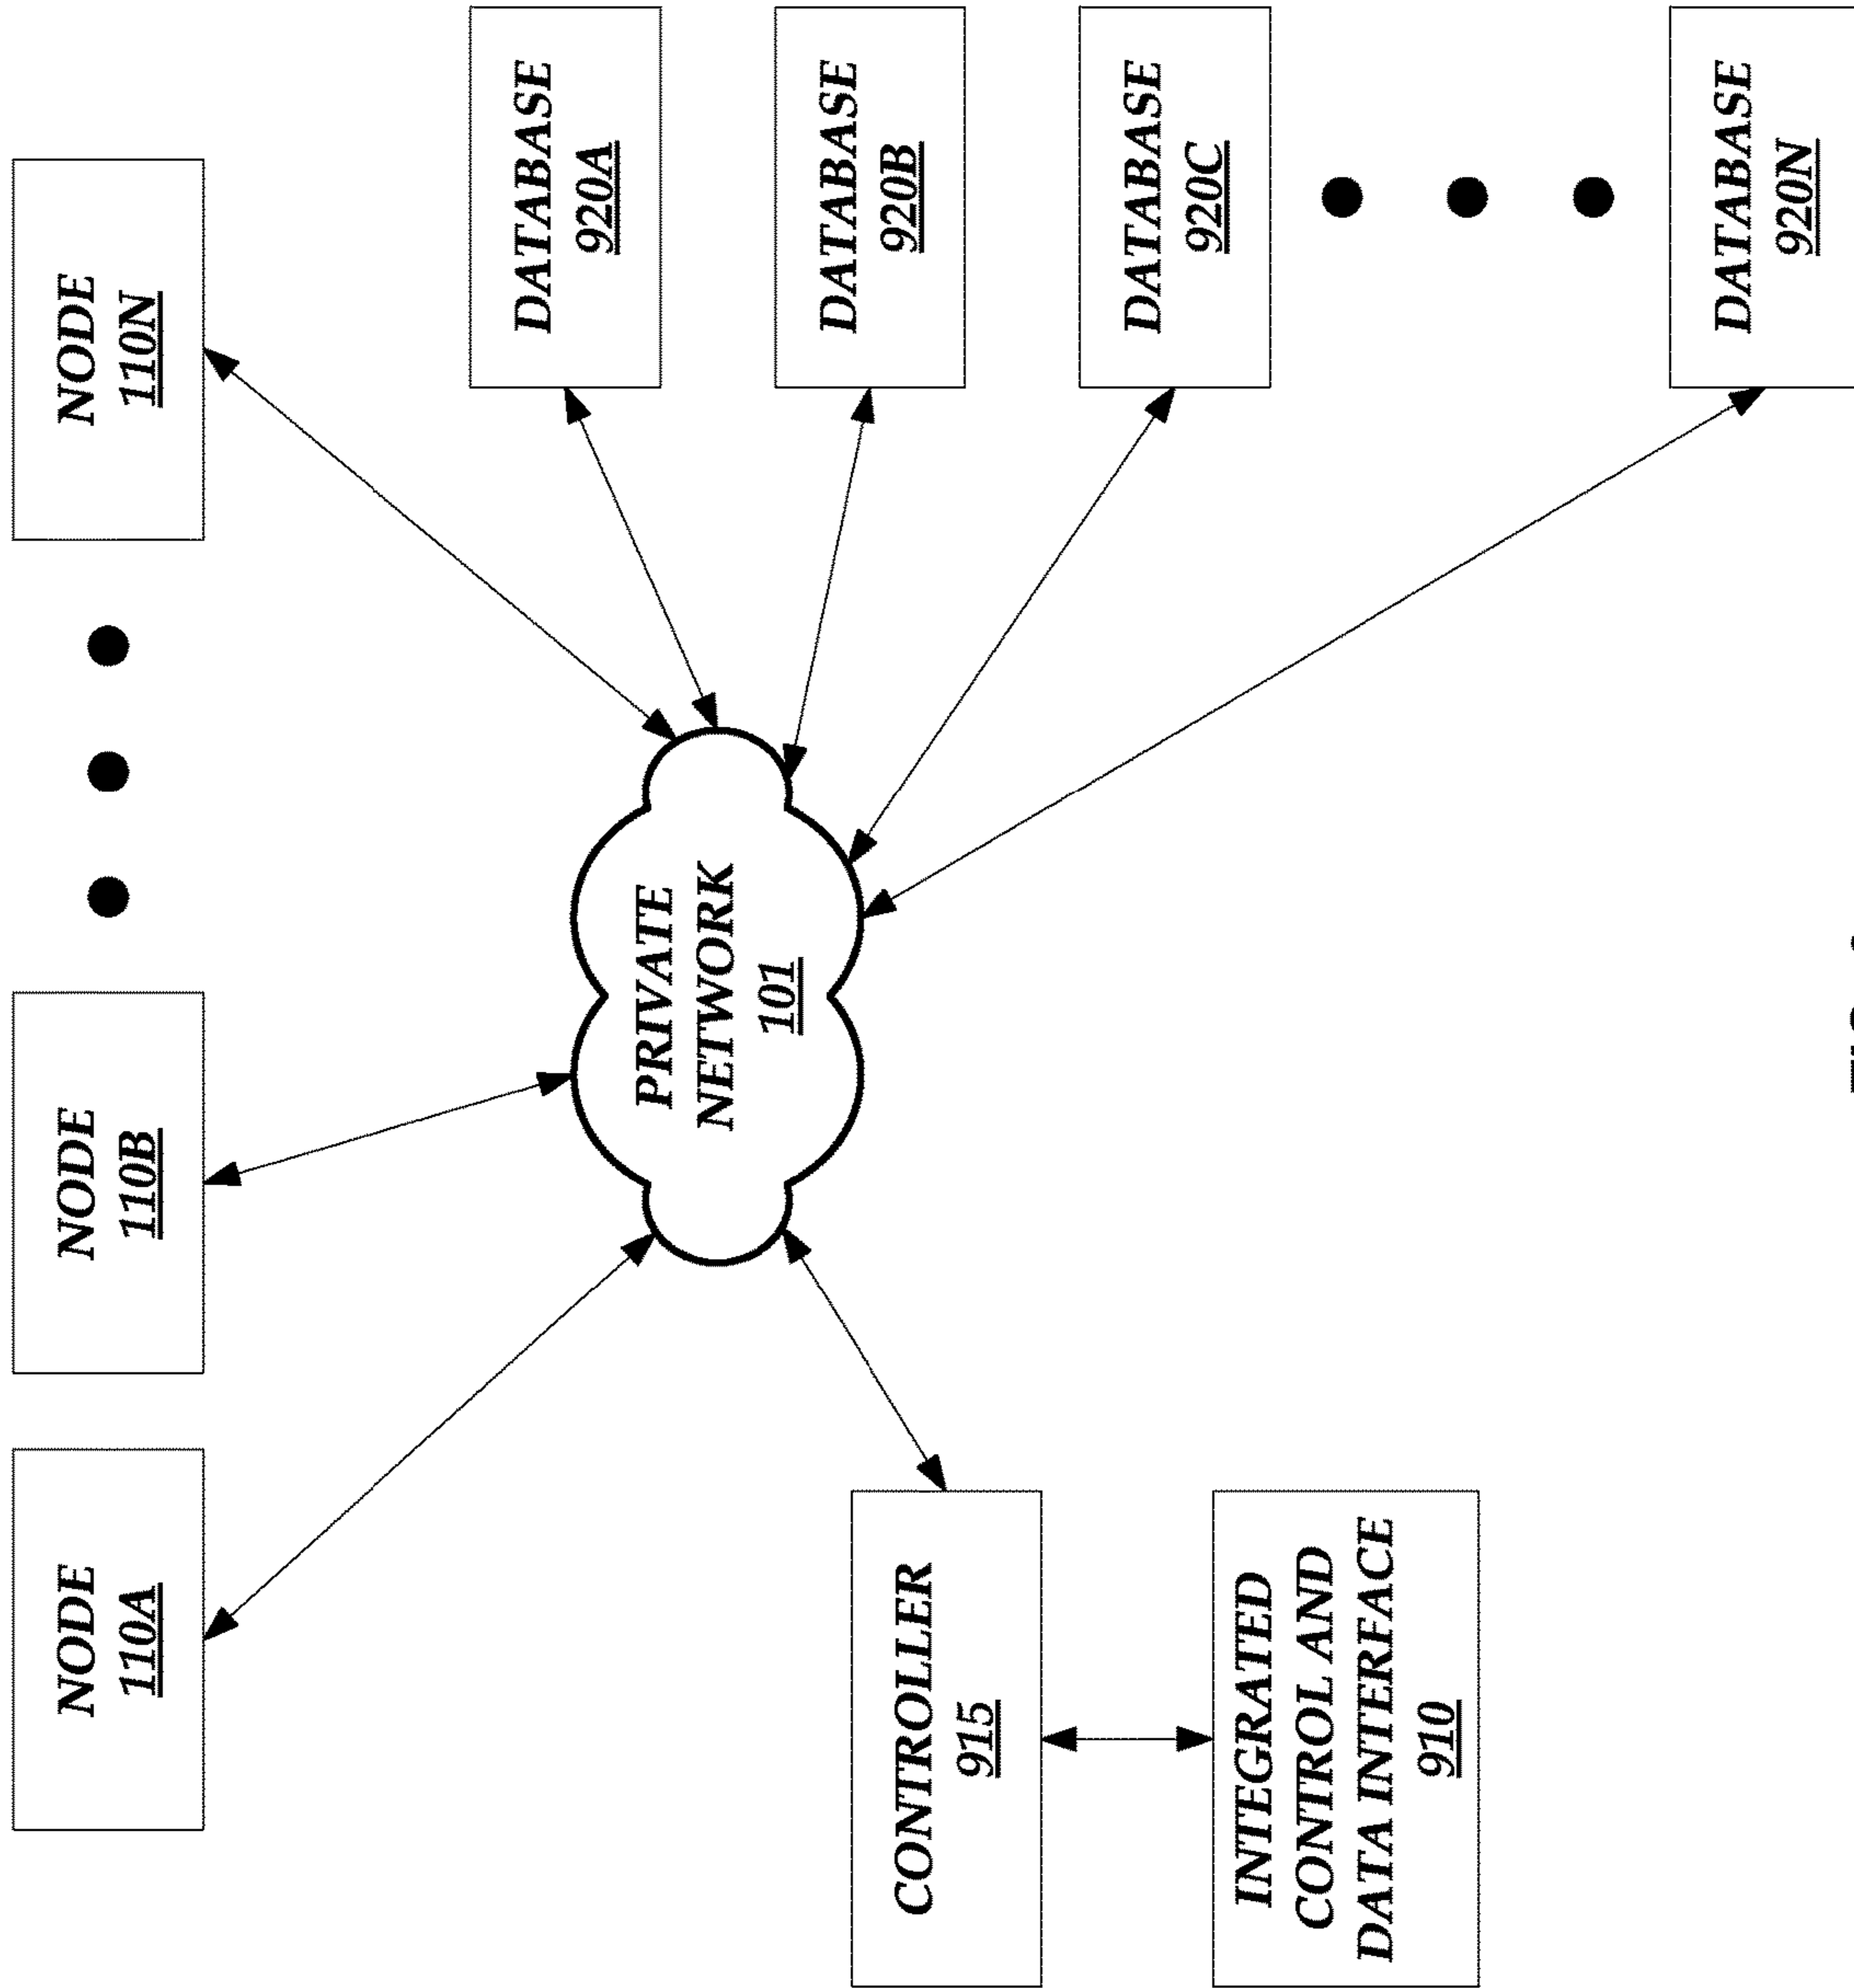 NODE
110A
NODE
110B
NODE
110N
PRIVATE
NETWORK
101
DATABASE
920A
DATABASE
920B
DATABASE
920C
DATABASE
920N
CONTROLLER
915
INTEGRATED
CONTROL AND
DATA INTERFACE
910